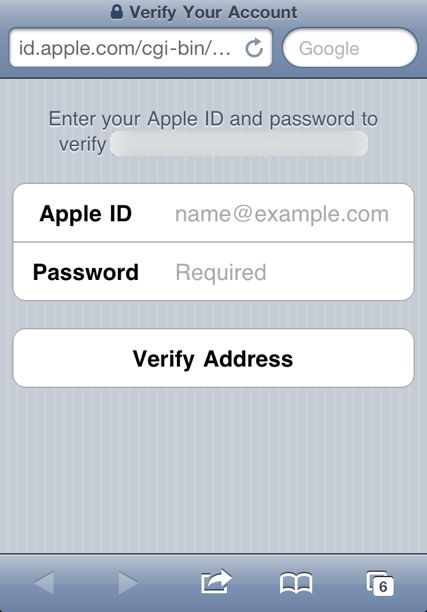 Verify Your Account
id.apple.com/cgi-bin/... Google
Enter your Apple ID and password to
verify
Apple ID name@example.com
Password Required
Verify Address
6